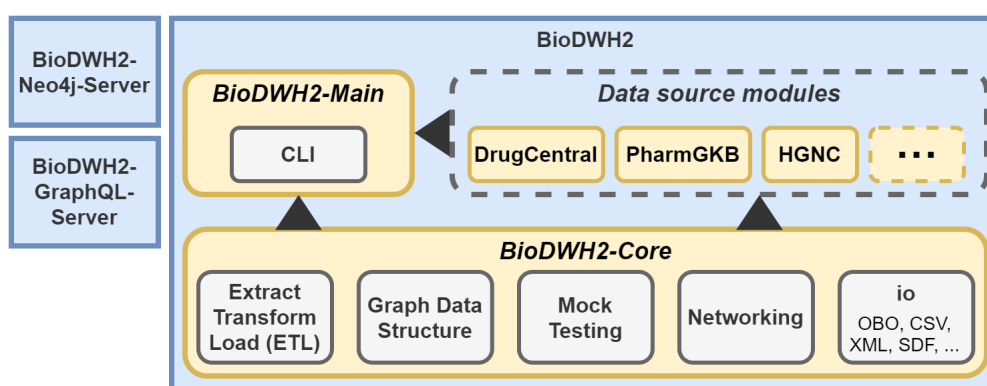 BioDWH2-
Neo4j-Server
BioDWH2-
GraphQL-
Server
BioDWH2
BioDWH2-Main
CLI
Data source modules
DrugCentral
PharmGKB
HGNC
...
BioDWH2-Core
Extract
Transform
Load (ETL)
Graph Data
Structure
Mock
Testing
Networking
io
OBO, CSV,
XML, SDF, ...